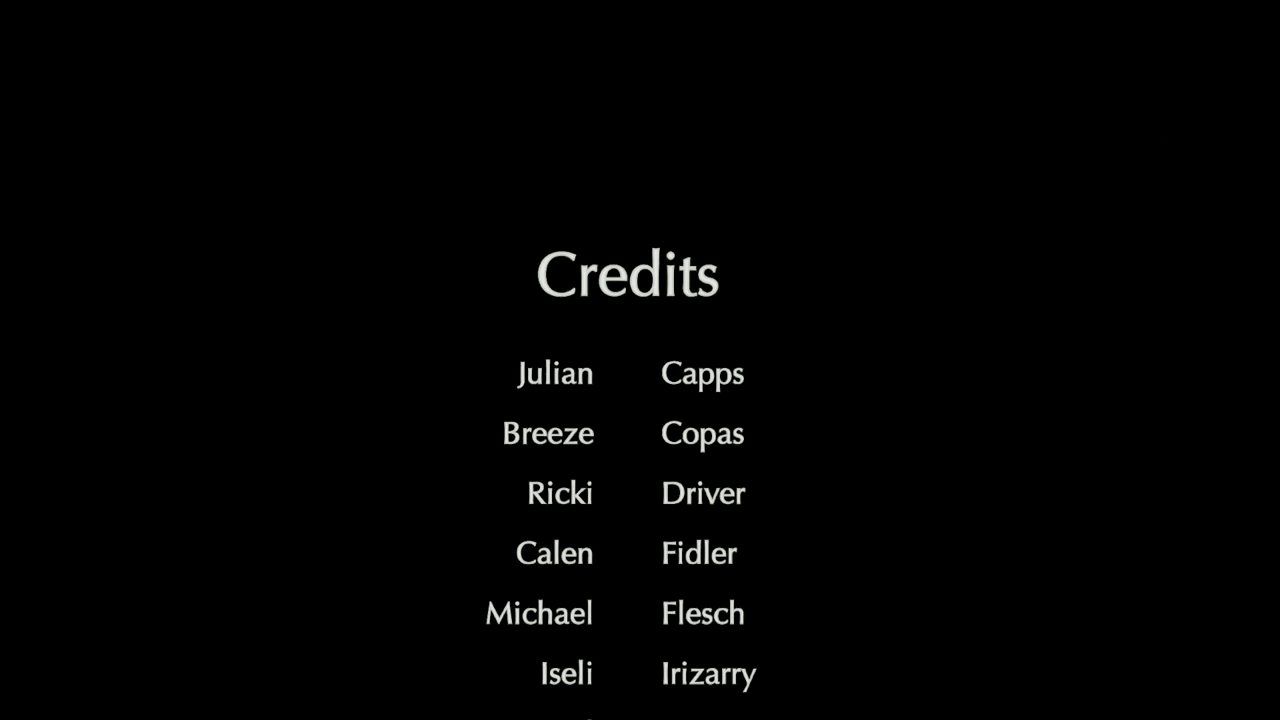 Credits
Julian Capps
Breeze Copas
Ricki Driver
Calen Fidler
Michael Flesch
Iseli Irizarry